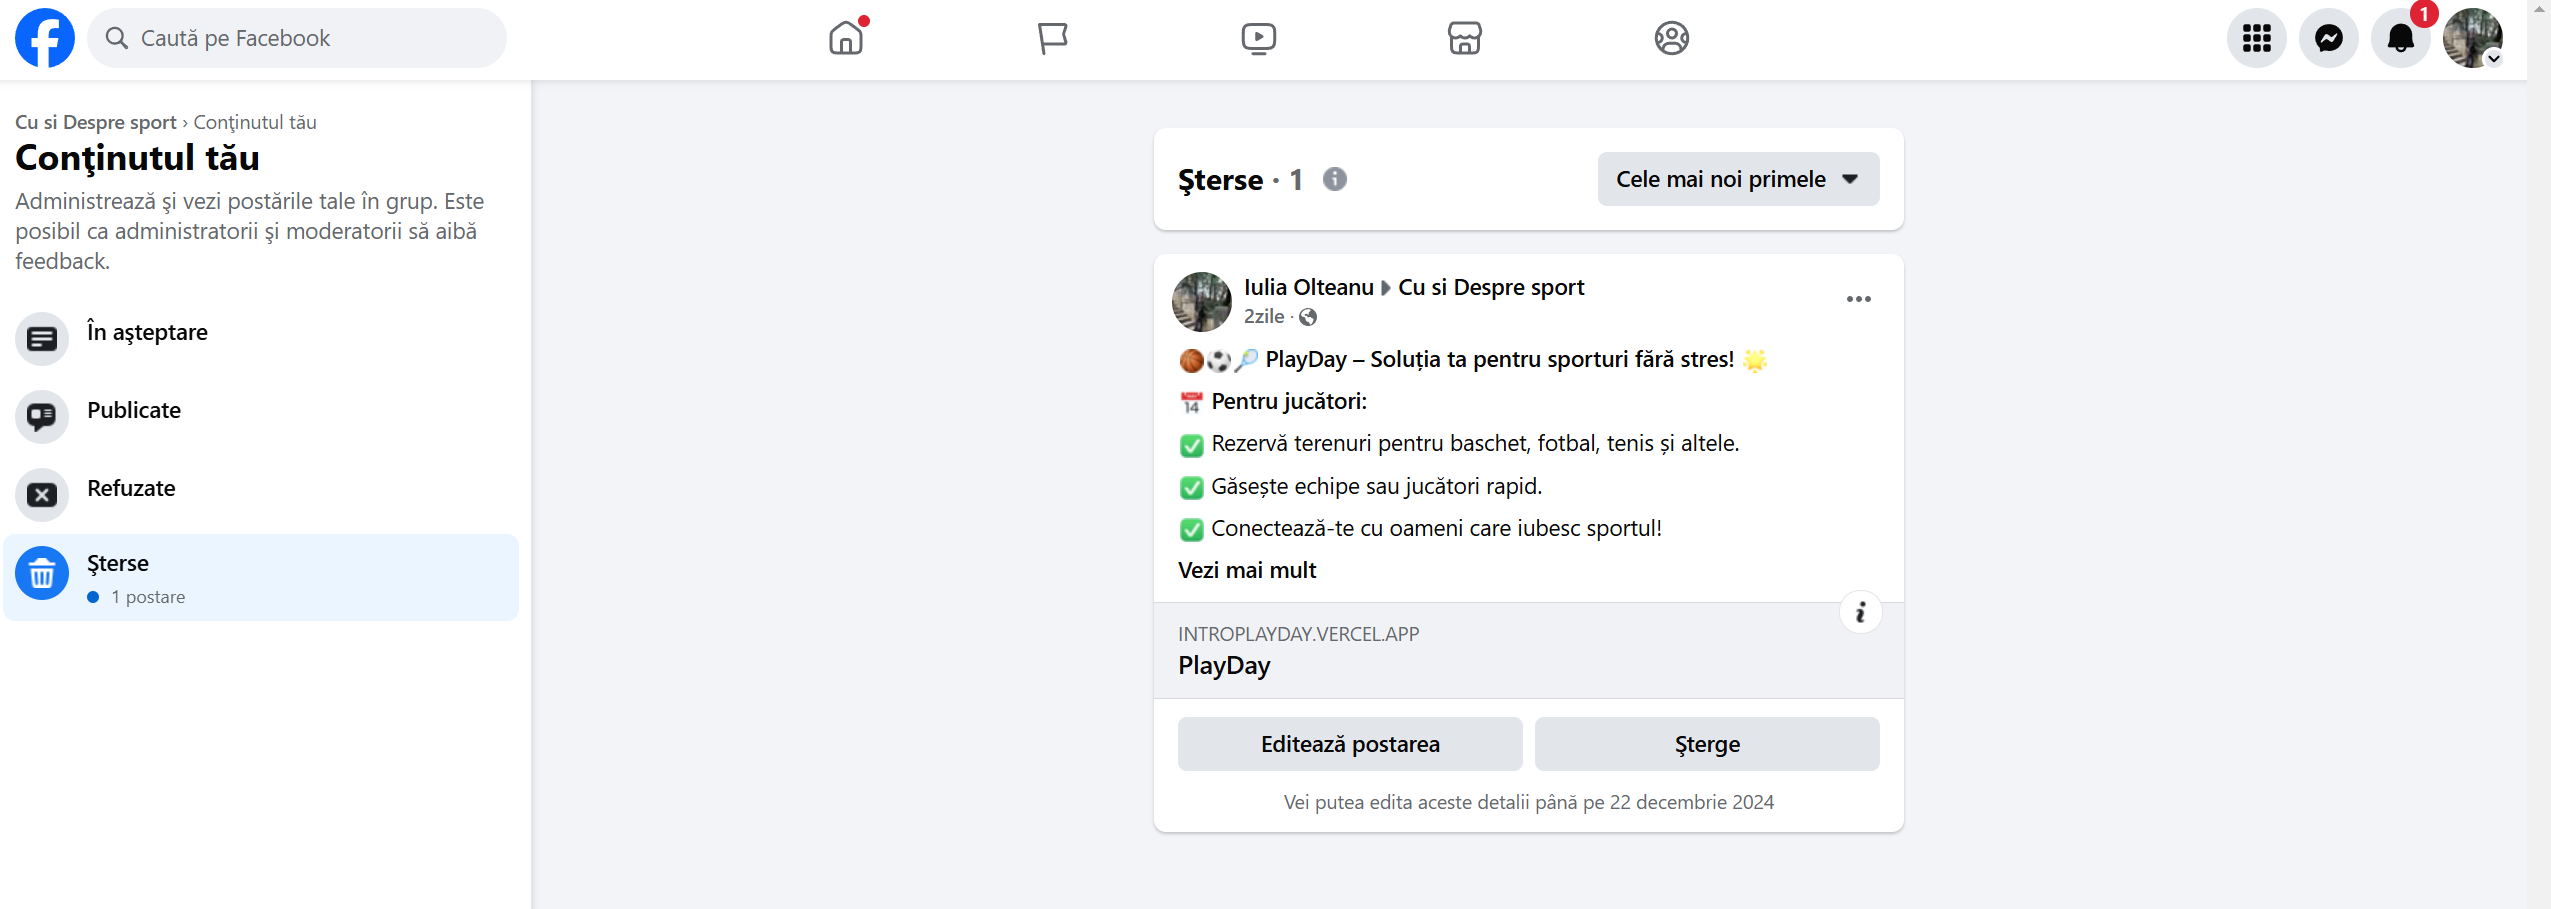 Caută pe Facebook
1
Cu si Despre sport › Conţinutul tău
Conţinutul tău
Administrează şi vezi postările tale în grup. Este
posibil ca administratorii şi moderatorii să aibă
feedback.
În aşteptare
Publicate
Refuzate
Şterse
1 postare
Şterse · 1
Cele mai noi primele
Iulia Olteanu Cu si Despre sport
2zile ·
🏀⚽🎾 PlayDay – Soluția ta pentru sporturi fără stres! 🌟
📅 Pentru jucători:
✅ Rezervă terenuri pentru baschet, fotbal, tenis și altele.
✅ Găsește echipe sau jucători rapid.
✅ Conectează-te cu oameni care iubesc sportul!
Vezi mai mult
INTROPLAYDAY.VERCEL.APP
PlayDay
Editează postarea
Şterge
Vei putea edita aceste detalii până pe 22 decembrie 2024